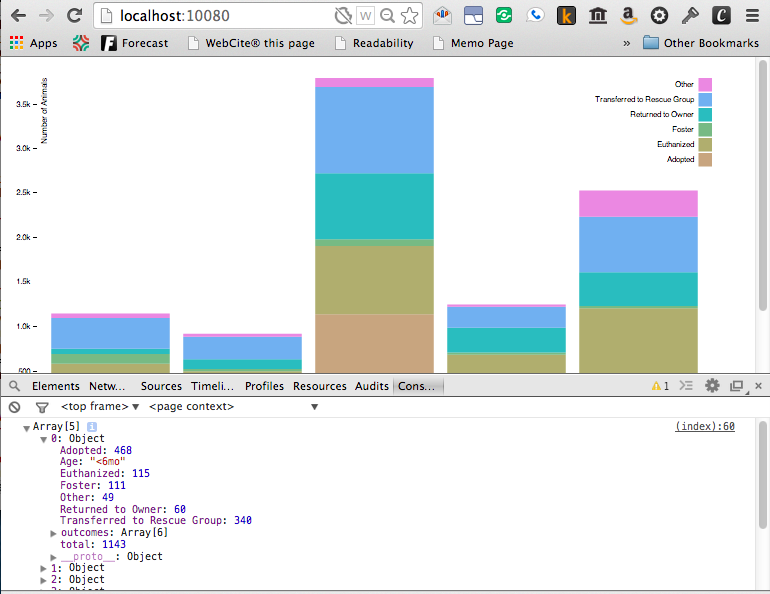 localhost:10080
W
k
a
C
Apps
F Forecast
WebCite® this page
Readability
Memo Page
»
Other Bookmarks
Number of Animals
3.5k
3.0k
2.5k
2.0k
1.5k
1.0k
500
Other
Transferred to Rescue Group
Returned to Owner
Foster
Euthanized
Adopted
Elements Netw… Sources Timeli… Profiles Resources Audits Cons… 1 ×
<top frame> ▼ <page context> ▼
▼Array[5] i (index):60
▼0: Object
Adopted: 468
Age: "<6mo"
Euthanized: 115
Foster: 111
Other: 49
Returned to Owner: 60
Transferred to Rescue Group: 340
▶outcomes: Array[6]
total: 1143
▶__proto__: Object
▶1: Object
▶2: Object